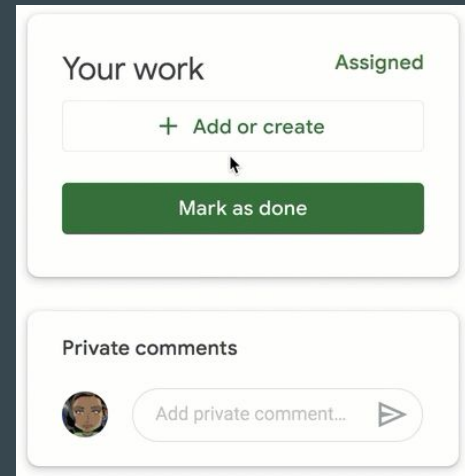 Your work
Assigned
+ Add or create
Mark as done
Private comments
Add private comment...